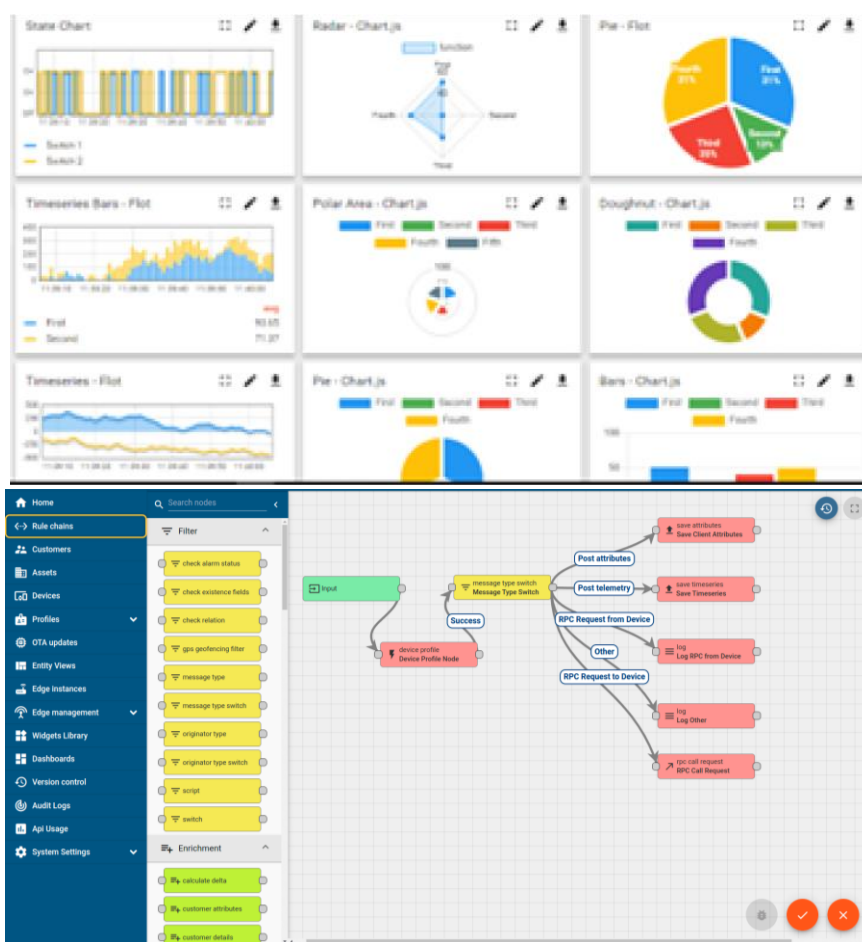 State Chart
Radar - Chart.js
Pie - Flot
function
First
Fourth
Second
Third
Fourth
First
31%
Second
Third
Switch 1
Switch 2
Timeseries Bars - Flot
Polar Area - Chart.js
Doughnut - Chart.js
First Second Third
Fourth Fifth
First Second Third
Fourth
avg
First
Second
Timeseries - Flot
Pie - Chart.js
Bars - Chart.js
First Second Third
Fourth
First Second Third
Fourth
100
50
Home
Rule chains
Customers
Assets
Devices
Profiles
OTA updates
Entity Views
Edge instances
Edge management
Widgets Library
Dashboards
Version control
Audit Logs
Api Usage
System Settings
Search nodes
Filter
check alarm status
check existence fields
check relation
gps geofencing filter
message type
message type switch
originator type
originator type switch
script
switch
Enrichment
calculate delta
customer attributes
customer details
Input
device profile
Device Profile Node
Success
message type switch
Message Type Switch
Post attributes
Post telemetry
RPC Request from Device
Other
RPC Request to Device
save attributes
Save Client Attributes
save timeseries
Save Timeseries
log
Log RPC from Device
log
Log Other
rpc call request
RPC Call Request